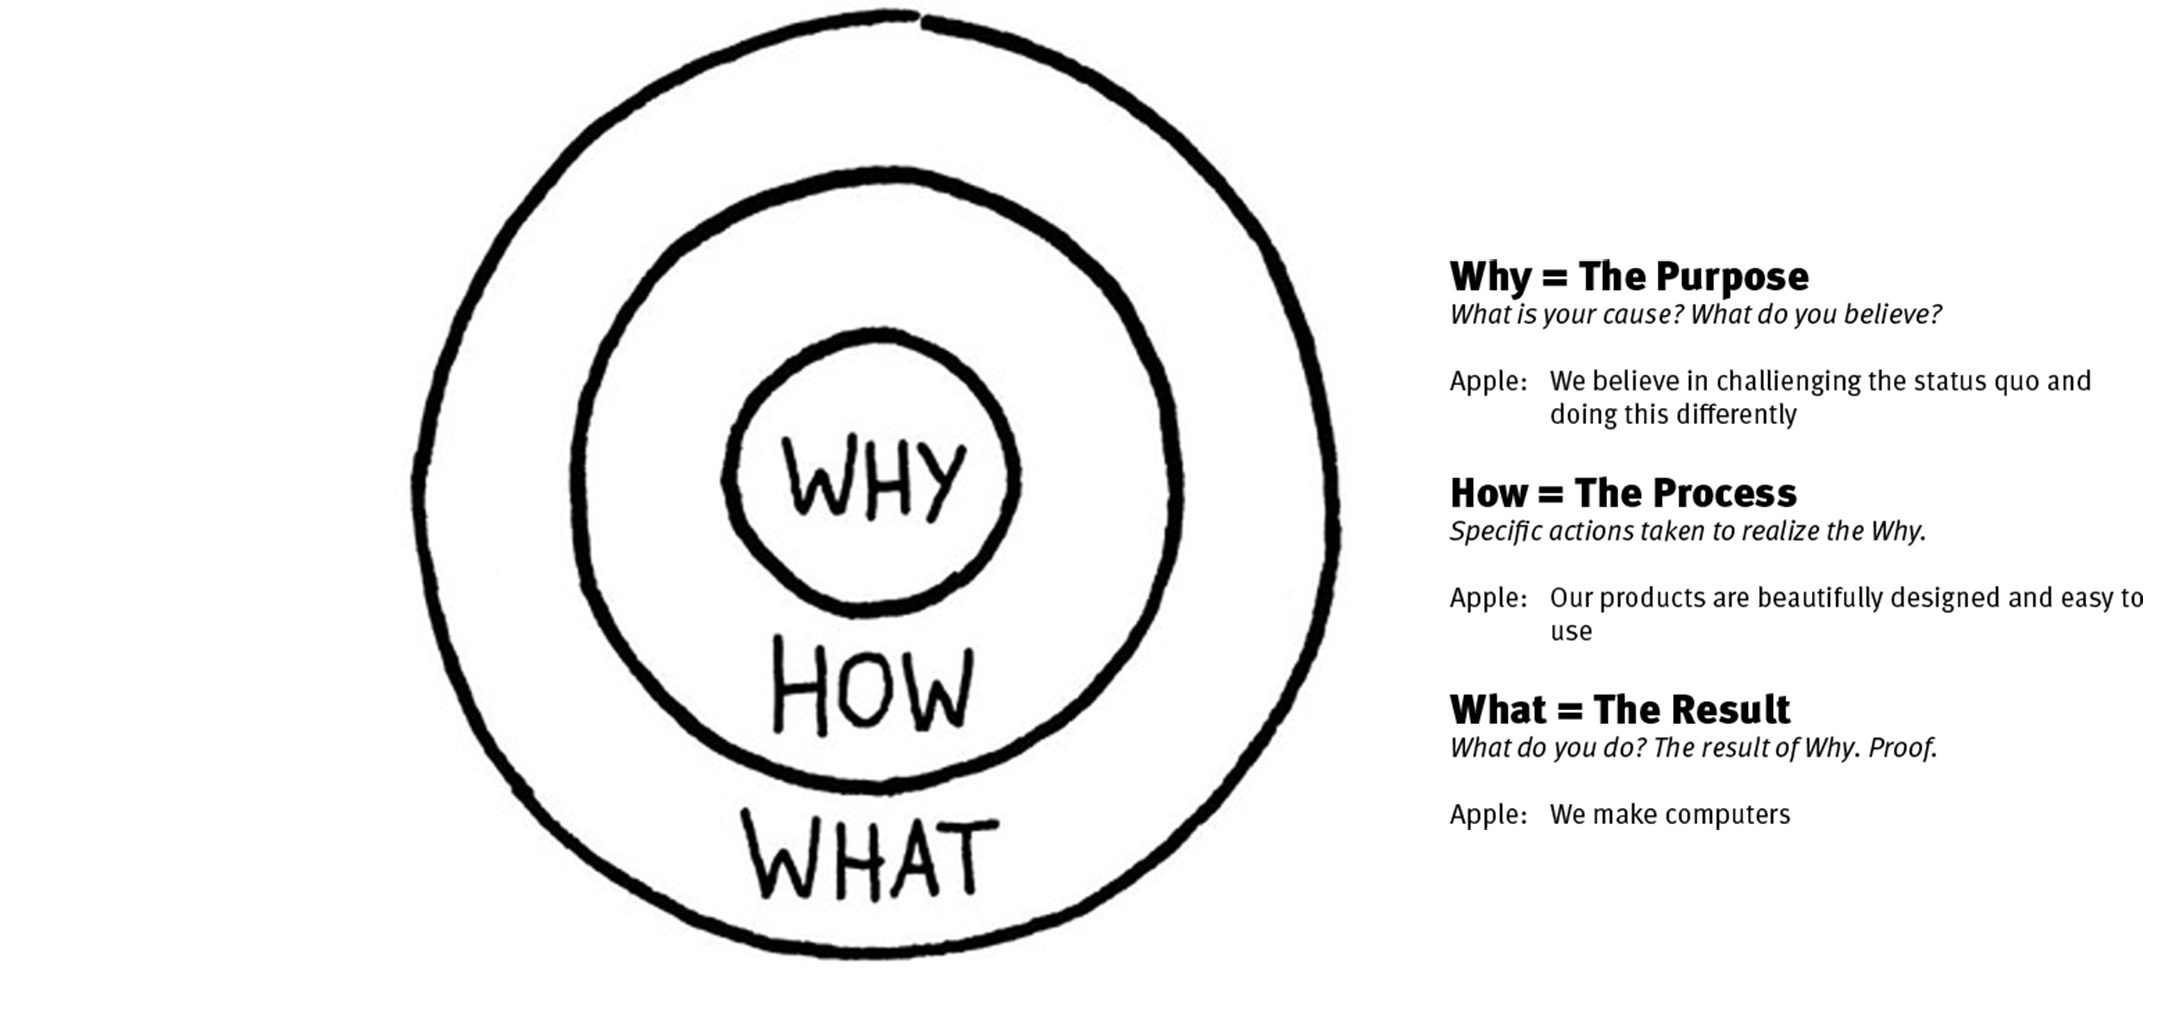 WHY
HOW
WHAT
Why = The Purpose
What is your cause? What do you believe?
Apple: We believe in challienging the status quo and
doing this differently
How = The Process
Specific actions taken to realize the Why.
Apple: Our products are beautifully designed and easy to
use
What = The Result
What do you do? The result of Why. Proof.
Apple: We make computers